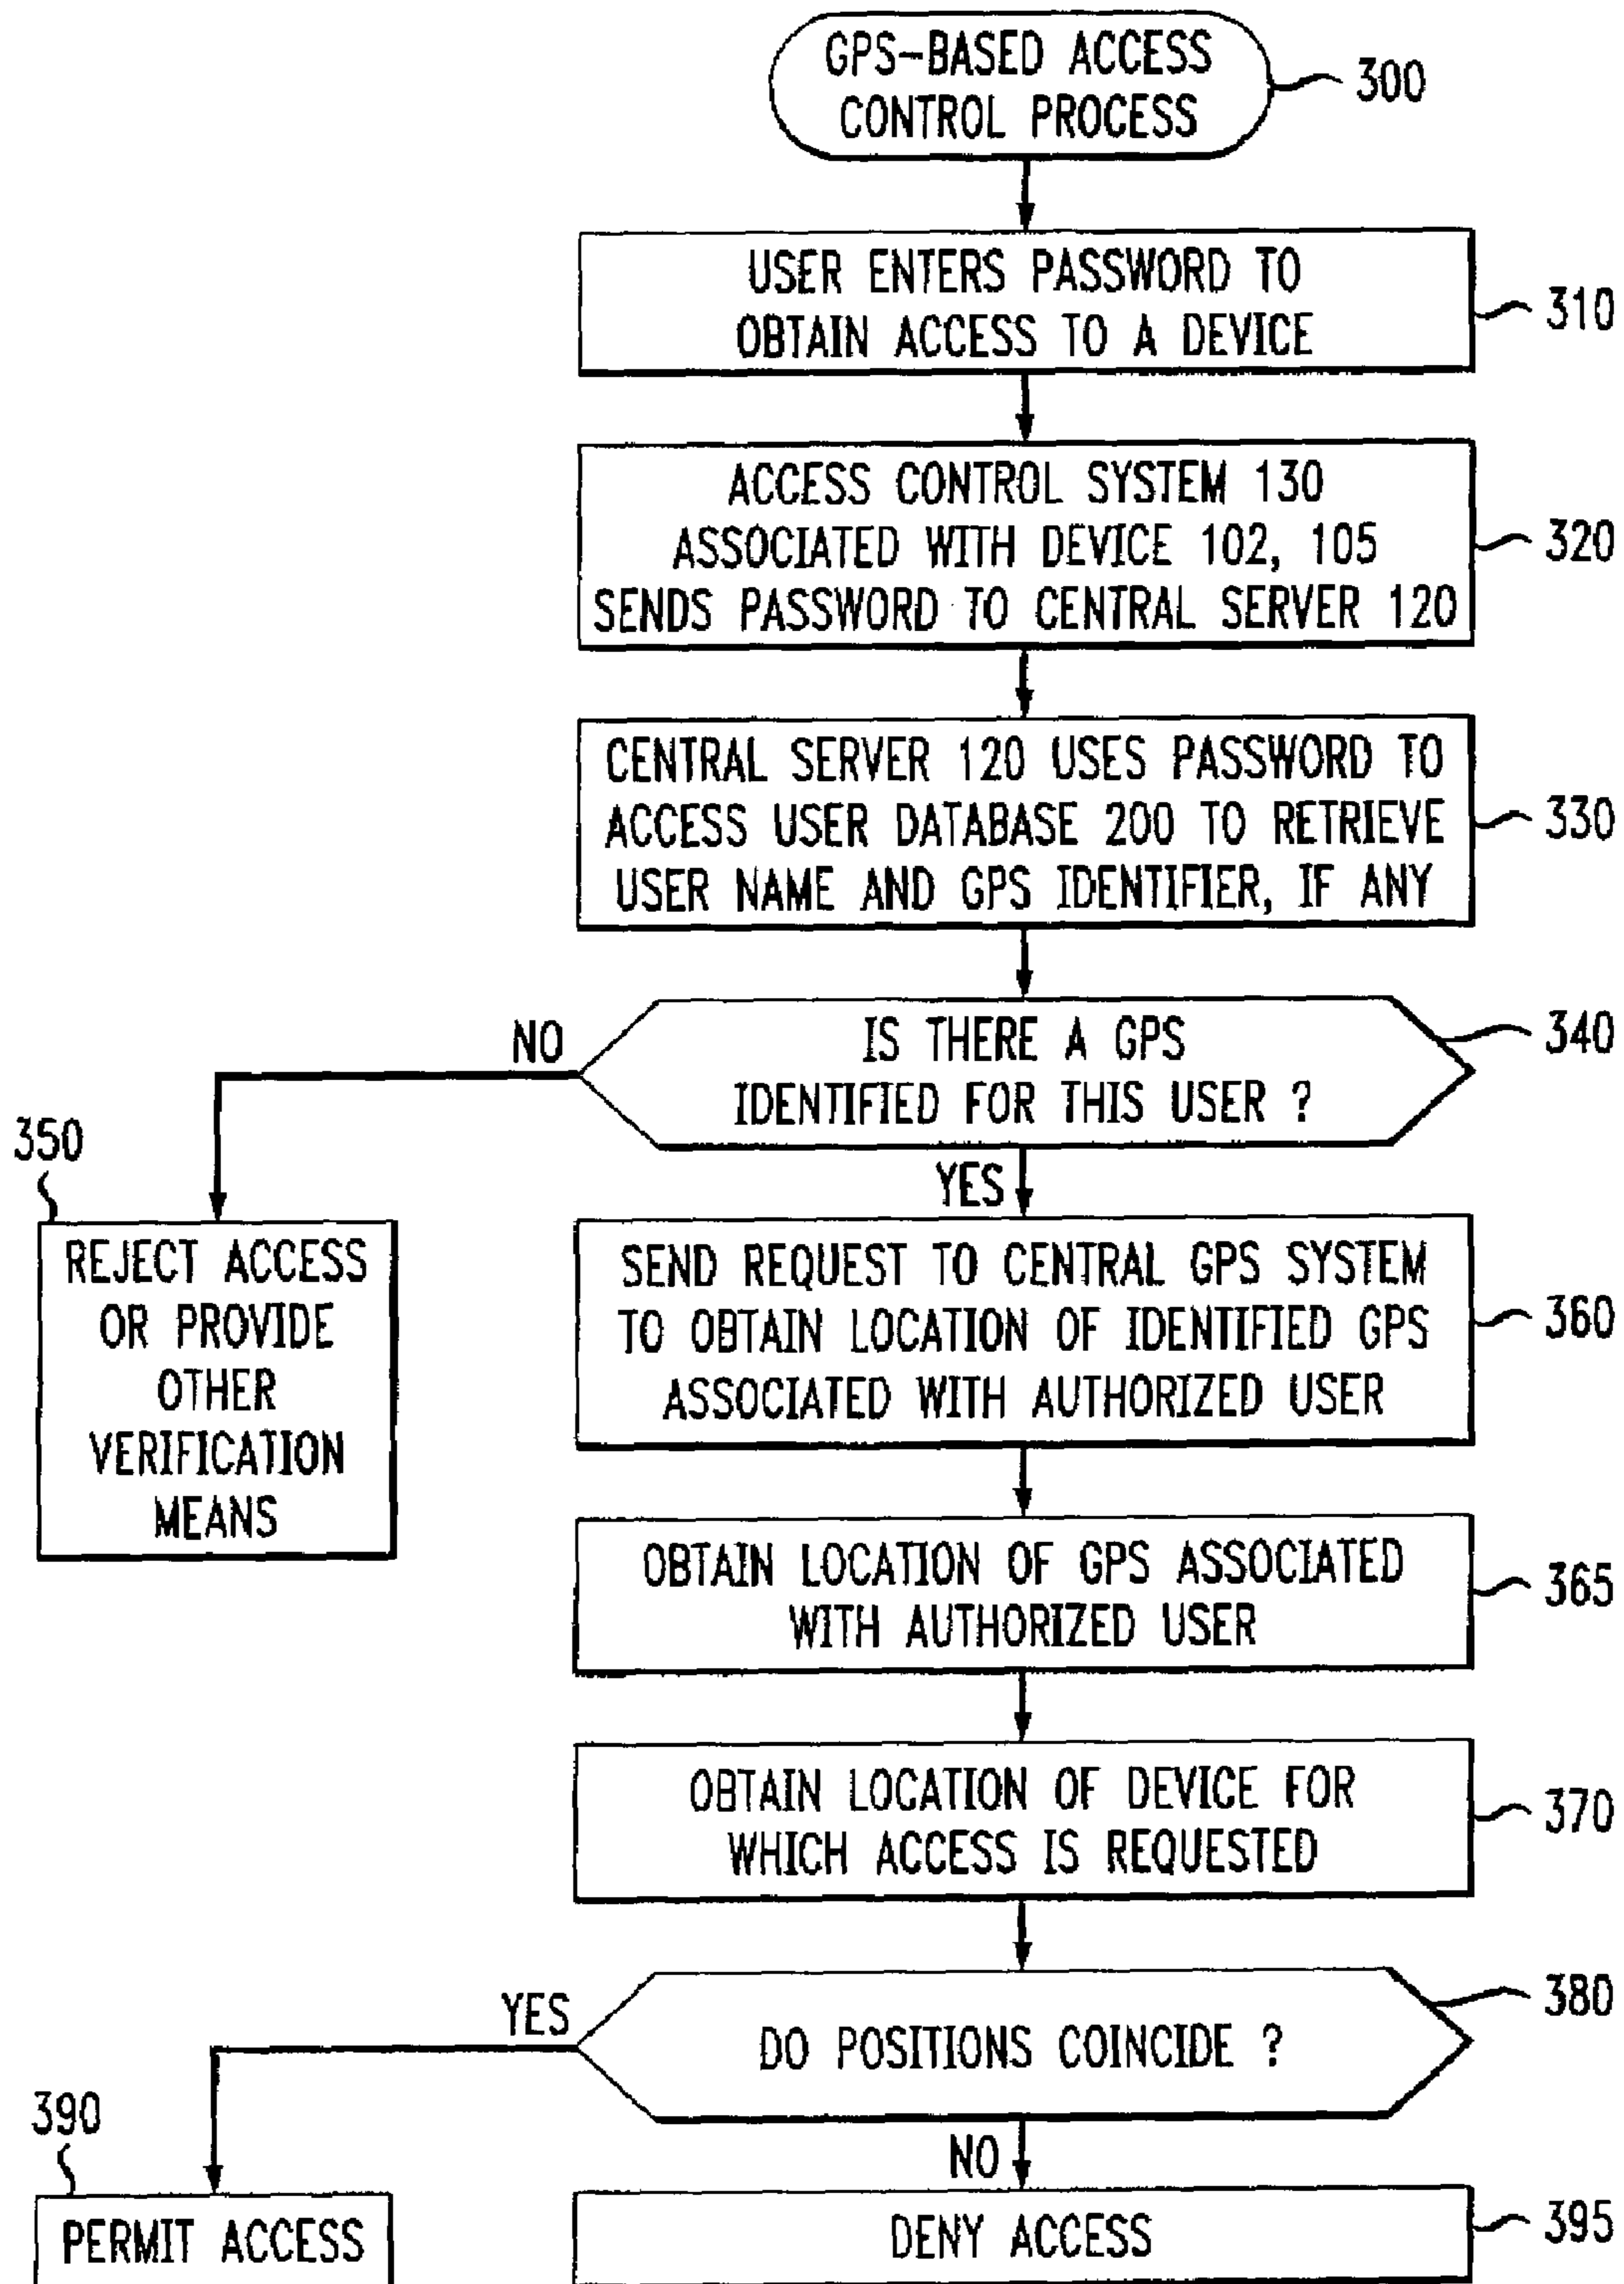 GPS-BASED ACCESS
CONTROL PROCESS
300
USER ENTERS PASSWORD TO
OBTAIN ACCESS TO A DEVICE
310
ACCESS CONTROL SYSTEM 130
ASSOCIATED WITH DEVICE 102, 105
SENDS PASSWORD TO CENTRAL SERVER 120
320
CENTRAL SERVER 120 USES PASSWORD TO
ACCESS USER DATABASE 200 TO RETRIEVE
USER NAME AND GPS IDENTIFIER, IF ANY
330
IS THERE A GPS
IDENTIFIED FOR THIS USER ?
340
NO
350
REJECT ACCESS
OR PROVIDE
OTHER
VERIFICATION
MEANS
YES
SEND REQUEST TO CENTRAL GPS SYSTEM
TO OBTAIN LOCATION OF IDENTIFIED GPS
ASSOCIATED WITH AUTHORIZED USER
360
OBTAIN LOCATION OF GPS ASSOCIATED
WITH AUTHORIZED USER
365
OBTAIN LOCATION OF DEVICE FOR
WHICH ACCESS IS REQUESTED
370
DO POSITIONS COINCIDE ?
380
YES
390
PERMIT ACCESS
NO
DENY ACCESS
395